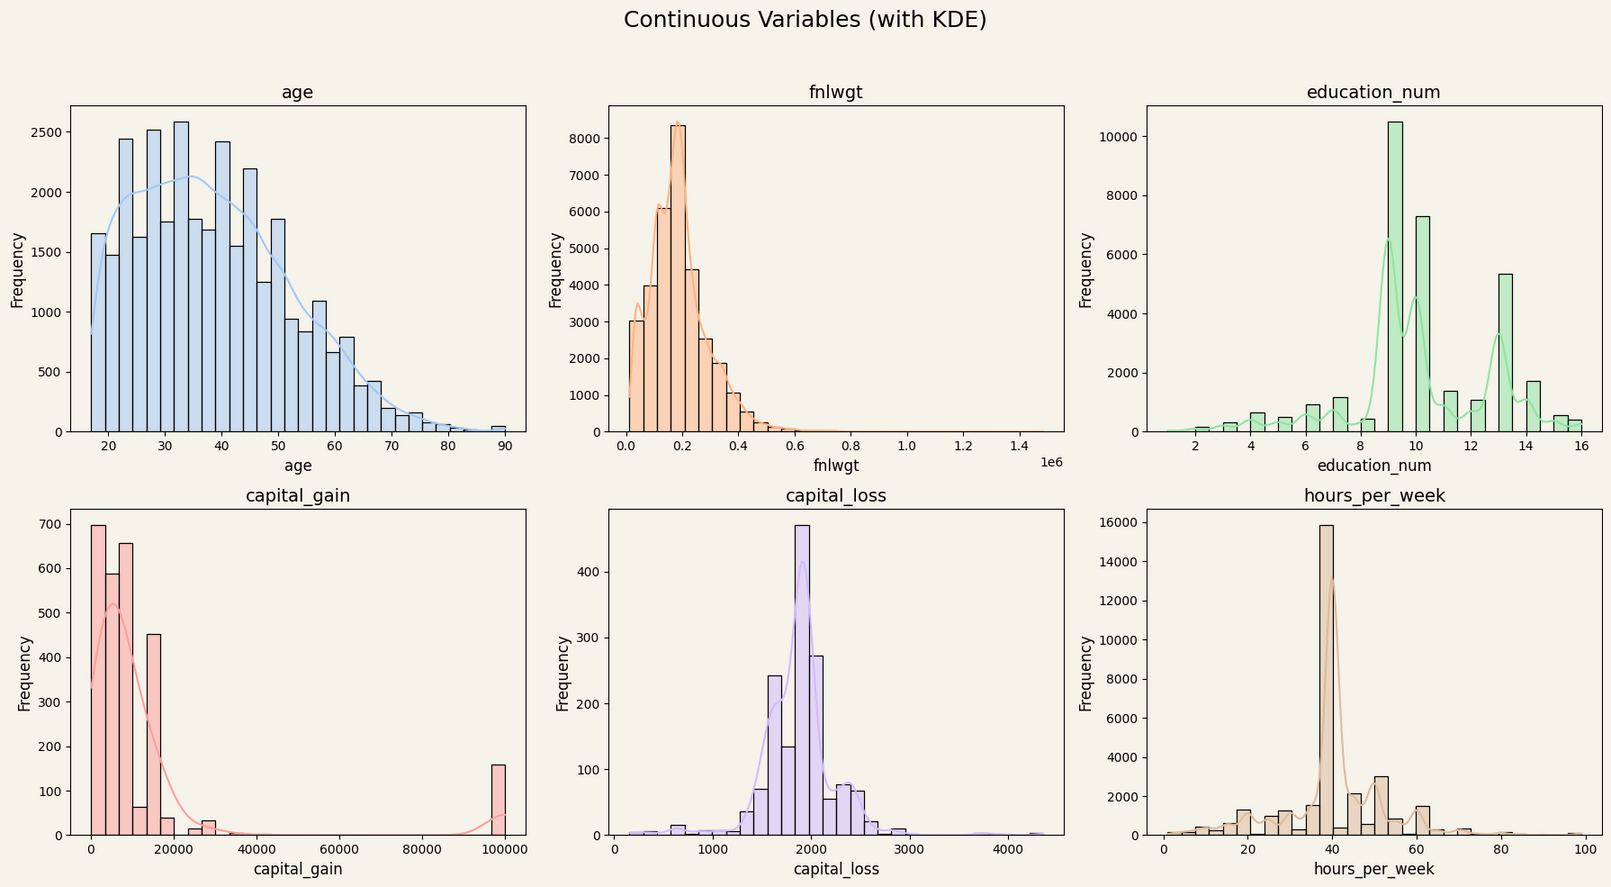 Continuous Variables (with KDE)
age
fnlwgt
education_num
Frequency
2500
2000
1500
1000
500
0
20 30 40 50 60 70 80 90
age
Frequency
8000
7000
6000
5000
4000
3000
2000
1000
0
0.0 0.2 0.4 0.6 0.8 1.0 1.2 1.4
1e6
fnlwgt
Frequency
10000
8000
6000
4000
2000
0
2 4 6 8 10 12 14 16
education_num
capital_gain
capital_loss
hours_per_week
Frequency
700
600
500
400
300
200
100
0
0 20000 40000 60000 80000 100000
capital_gain
Frequency
400
300
200
100
0
0 1000 2000 3000 4000
capital_loss
Frequency
16000
14000
12000
10000
8000
6000
4000
2000
0
0 20 40 60 80 100
hours_per_week